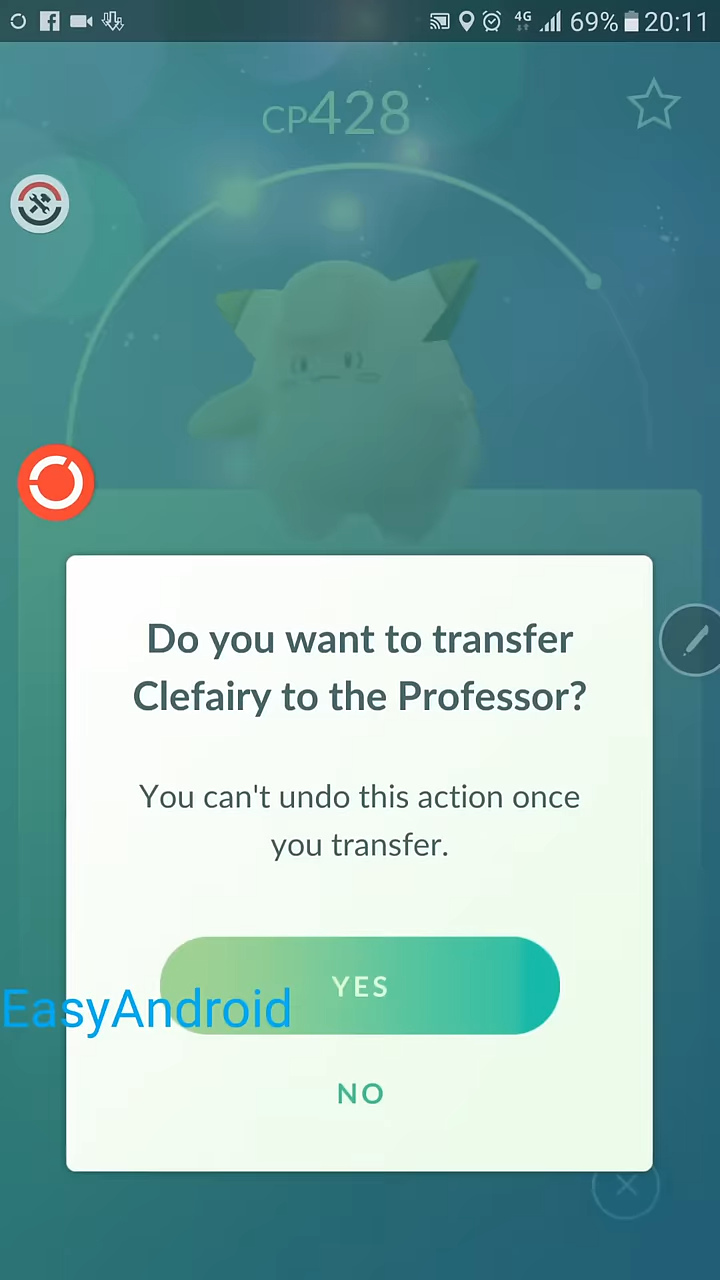 4G 69% 20:11
CP428
Do you want to transfer
Clefairy to the Professor?
You can't undo this action once
you transfer.
YES
EasyAndroid
NO